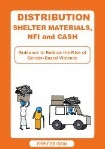 DISTRIBUTION
SHELTER MATERIALS,
NFI and CASH
Guidance to Reduce the Risk of
Gender-Based Violence